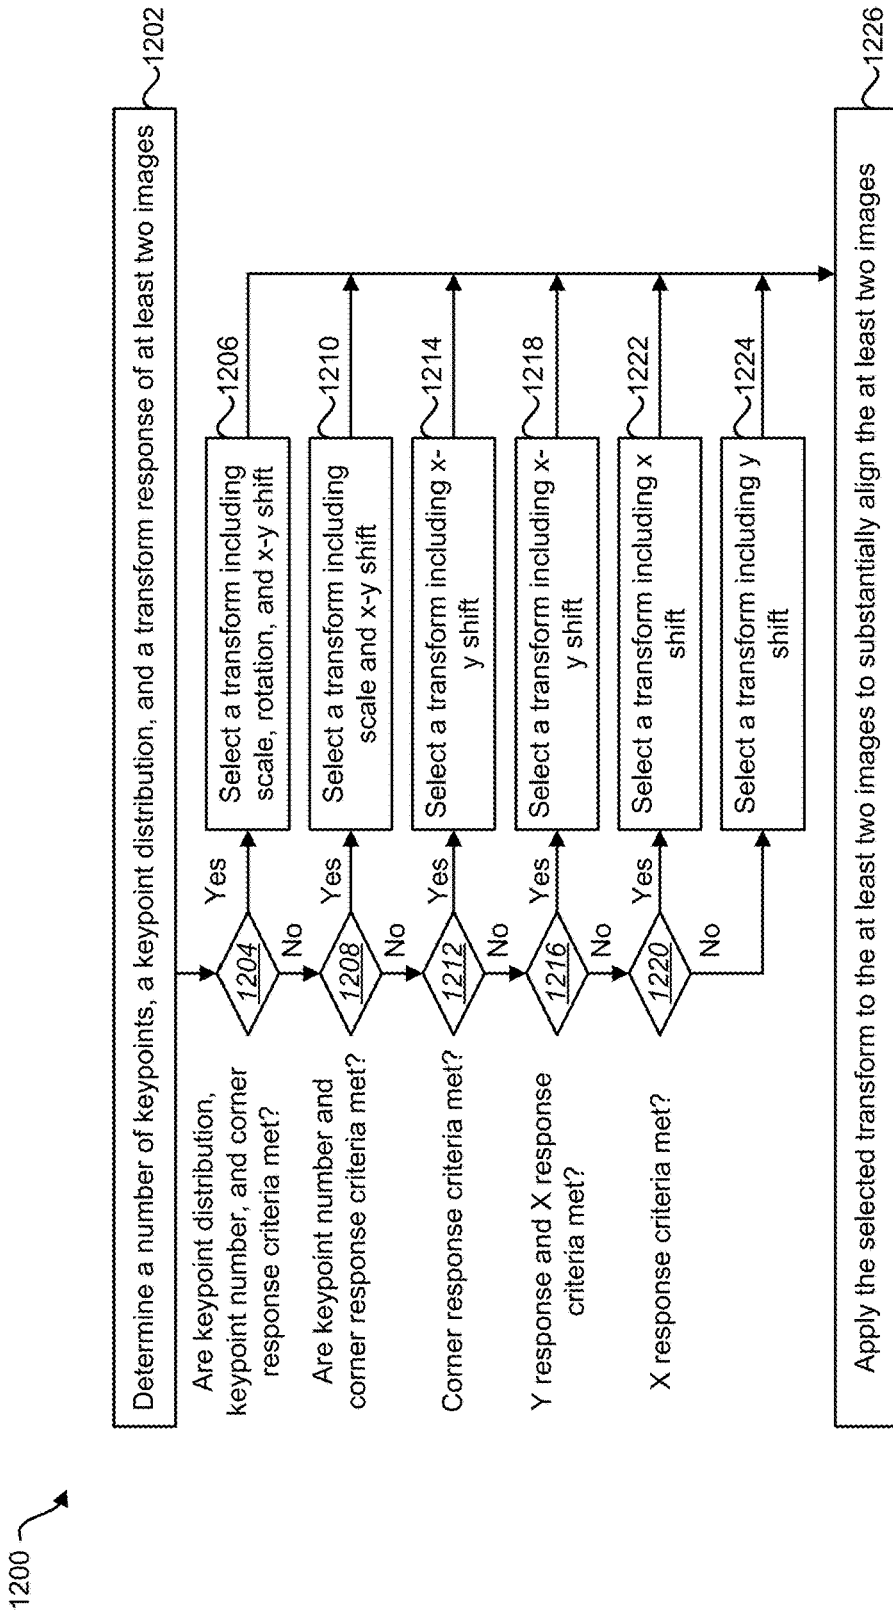 1200
1202
Determine a number of keypoints, a keypoint distribution, and a transform response of at least two images
Are keypoint distribution,
keypoint number, and corner
response criteria met?
1204
Yes
No
1206
Select a transform including
scale, rotation, and x-y shift
Are keypoint number and
corner response criteria met?
1208
Yes
No
1210
Select a transform including
scale and x-y shift
Corner response criteria met?
1212
Yes
No
1214
Select a transform including x-
y shift
Y response and X response
criteria met?
1216
Yes
No
1218
Select a transform including x-
y shift
X response criteria met?
1220
Yes
No
1222
Select a transform including x
shift
1224
Select a transform including y
shift
1226
Apply the selected transform to the at least two images to substantially align the at least two images